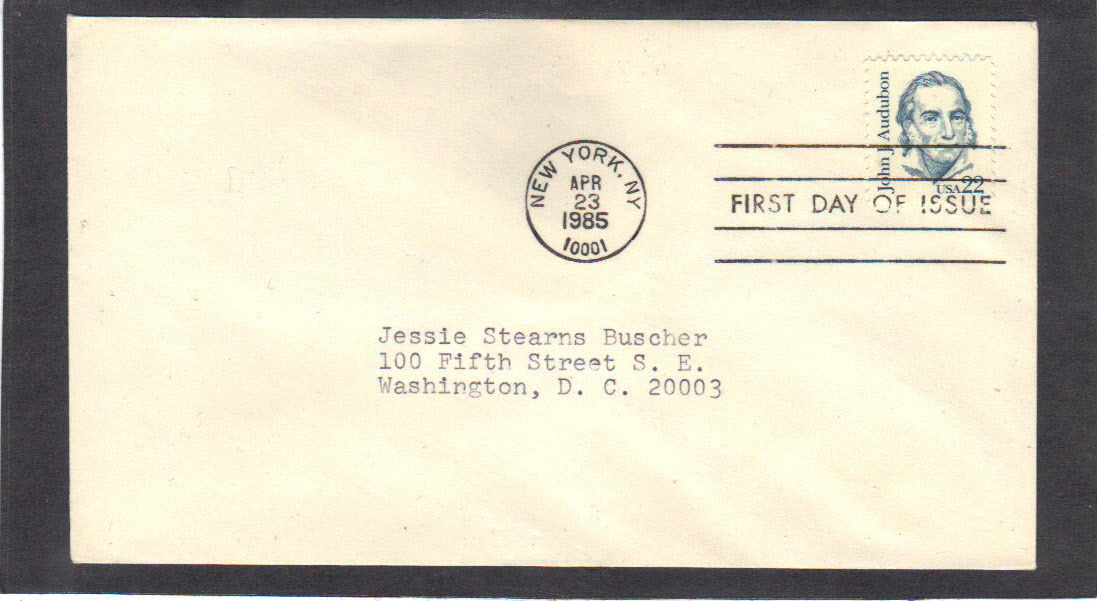 John J. Audubon
USA 22
NEW YORK, NY
APR
23
1985
10001
FIRST DAY OF ISSUE
Jessie Stearns Buscher
100 Fifth Street S. E.
Washington, D. C. 20003